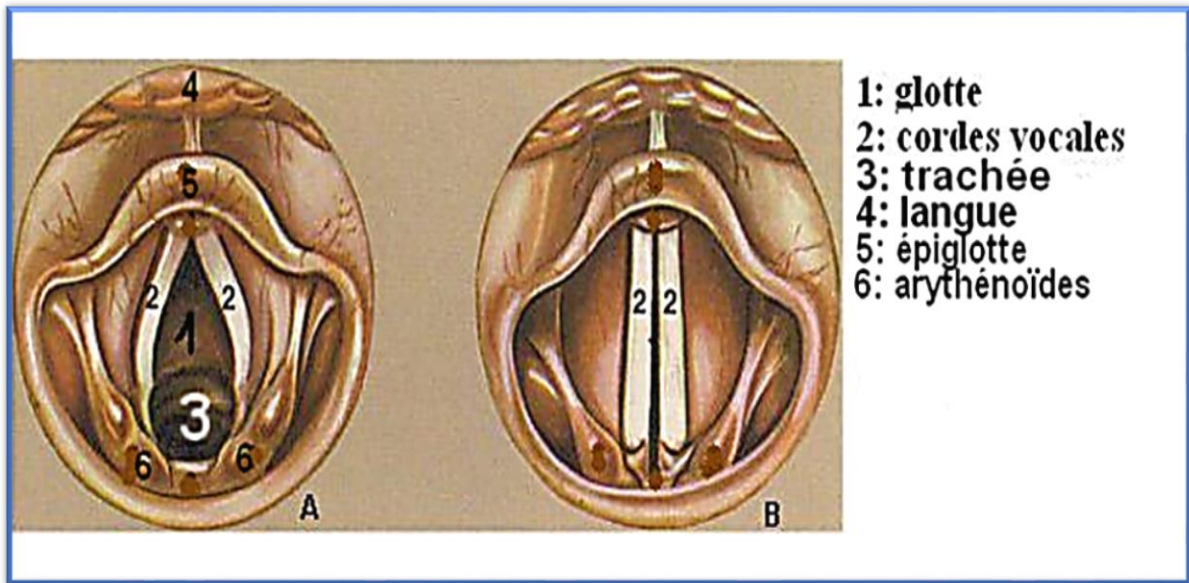 4
5
2 2
1
3
6 6
A
2 2
B
1: glotte
2: cordes vocales
3: trachée
4: langue
5: épiglotte
6: arythénoïdes